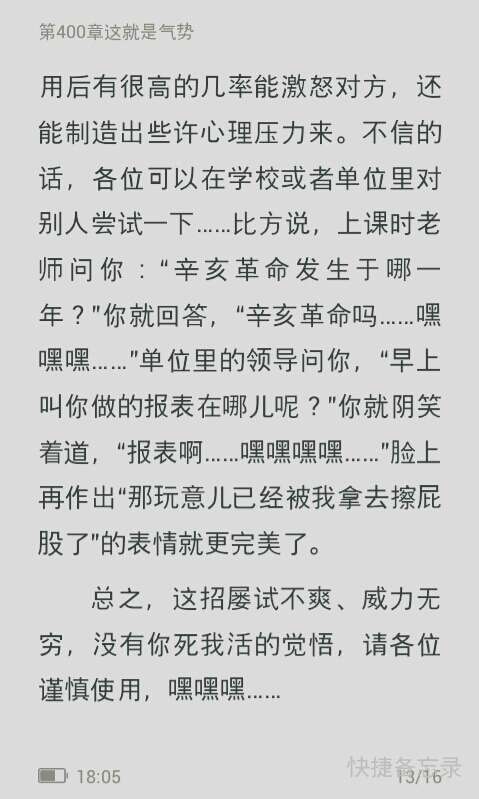 第400章这就是气势
用后有很高的几率能激怒对方，还
能制造出些许心理压力来。不信的
话，各位可以在学校或者单位里对
别人尝试一下……比方说，上课时老
师问你：“辛亥革命发生于哪一
年？”你就回答，“辛亥革命吗……嘿
嘿嘿……”单位里的领导问你，“早上
叫你做的报表在哪儿呢？”你就阴笑
着道，“报表啊……嘿嘿嘿嘿……”脸上
再作出“那玩意儿已经被我拿去擦屁
股了”的表情就更完美了。
总之，这招屡试不爽、威力无
穷，没有你死我活的觉悟，请各位
谨慎使用，嘿嘿嘿……
快捷备忘录
18:05
13/16